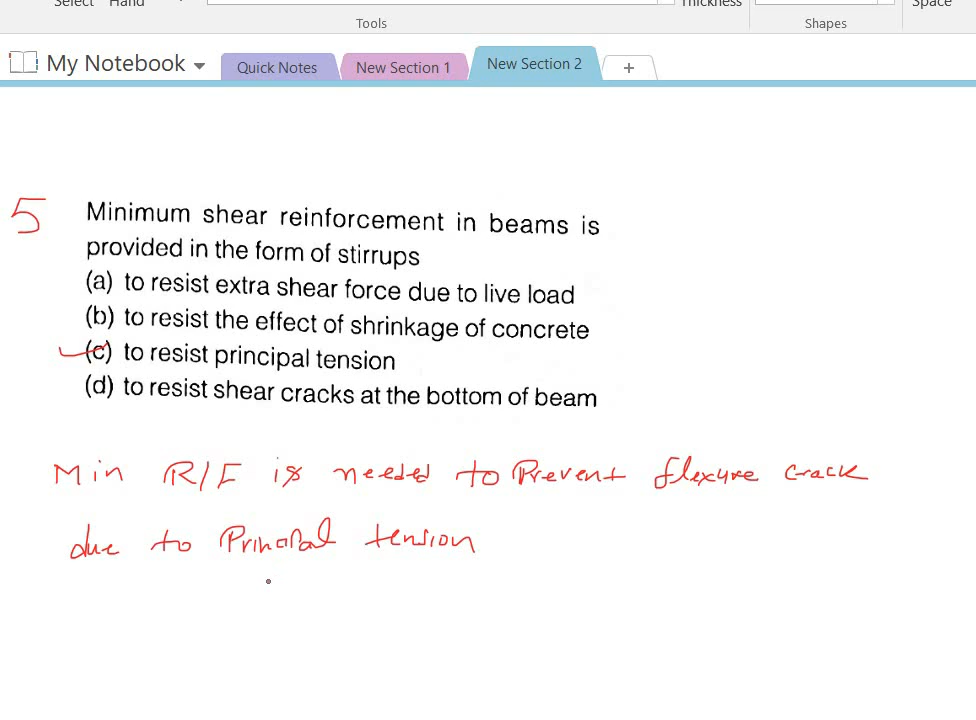 Select Hand Thickness Space
Tools Shapes
My Notebook Quick Notes New Section 1 New Section 2 +
5
Minimum shear reinforcement in beams is
provided in the form of stirrups
(a) to resist extra shear force due to live load
(b) to resist the effect of shrinkage of concrete
(c) to resist principal tension
(d) to resist shear cracks at the bottom of beam
Min R/F is needed to Prevent flexure crack
due to Prinapal tension